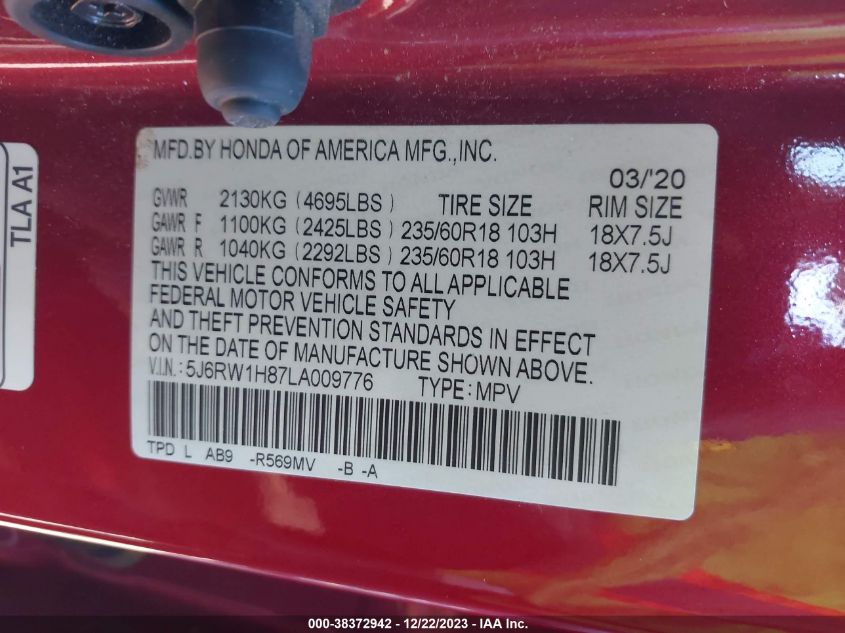 MFD.BY HONDA OF AMERICA MFG.,INC.
03/'20
GVWR 2130KG (4695LBS) TIRE SIZE RIM SIZE
GAWR F 1100KG (2425LBS) 235/60R18 103H 18X7.5J
GAWR R 1040KG (2292LBS) 235/60R18 103H 18X7.5J
THIS VEHICLE CONFORMS TO ALL APPLICABLE
FEDERAL MOTOR VEHICLE SAFETY
AND THEFT PREVENTION STANDARDS IN EFFECT
ON THE DATE OF MANUFACTURE SHOWN ABOVE.
V.I.N.: 5J6RW1H87LA009776 TYPE: MPV
TPD L AB9 -R569MV -B -A
TLA A1
000-38372942 - 12/22/2023 - IAA Inc.